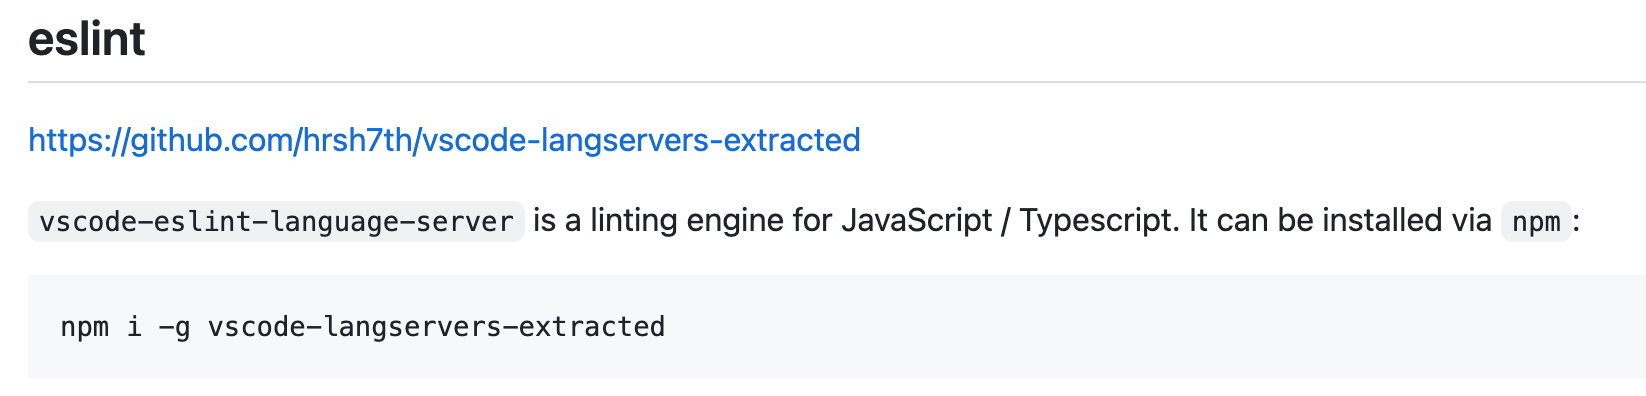 eslint
https://github.com/hrsh7th/vscode-langservers-extracted
vscode-eslint-language-server is a linting engine for JavaScript / Typescript. It can be installed via npm:
npm i -g vscode-langservers-extracted